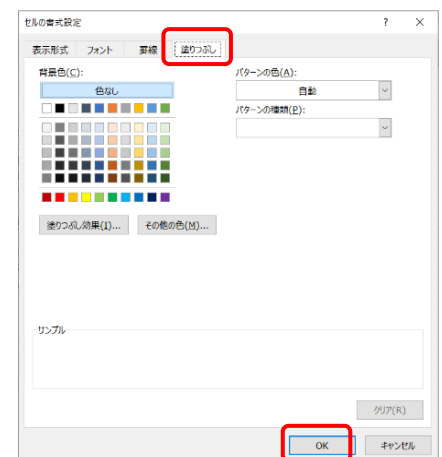 セルの書式設定 ? ×
表示形式 フォント 罫線 塗りつぶし
背景色(C): パターンの色(A):
色なし 自動
パターンの種類(P):
塗りつぶし効果(I)... その他の色(M)...
サンプル
クリア(R)
OK キャンセル